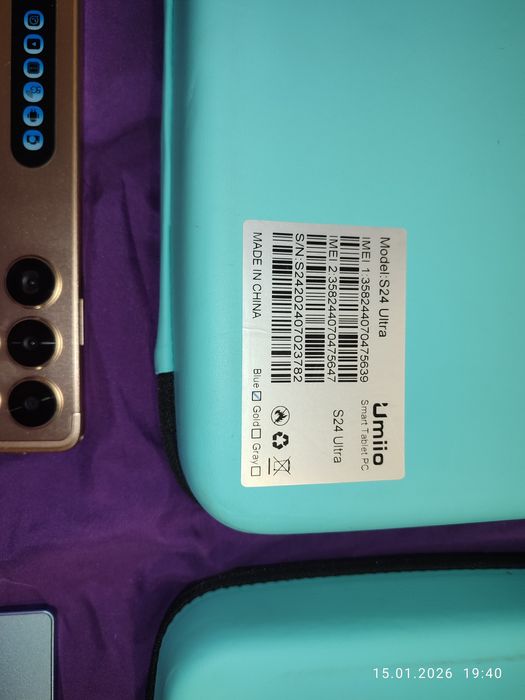 Model:S24 Ultra
IMEI 1:358244070475639
IMEI 2:358244070475647
S/N:S24202407023782
MADE IN CHINA
Umiio
Smart Tablet PC
S24 Ultra
Blue Gold Gray
15.01.2026 19:40